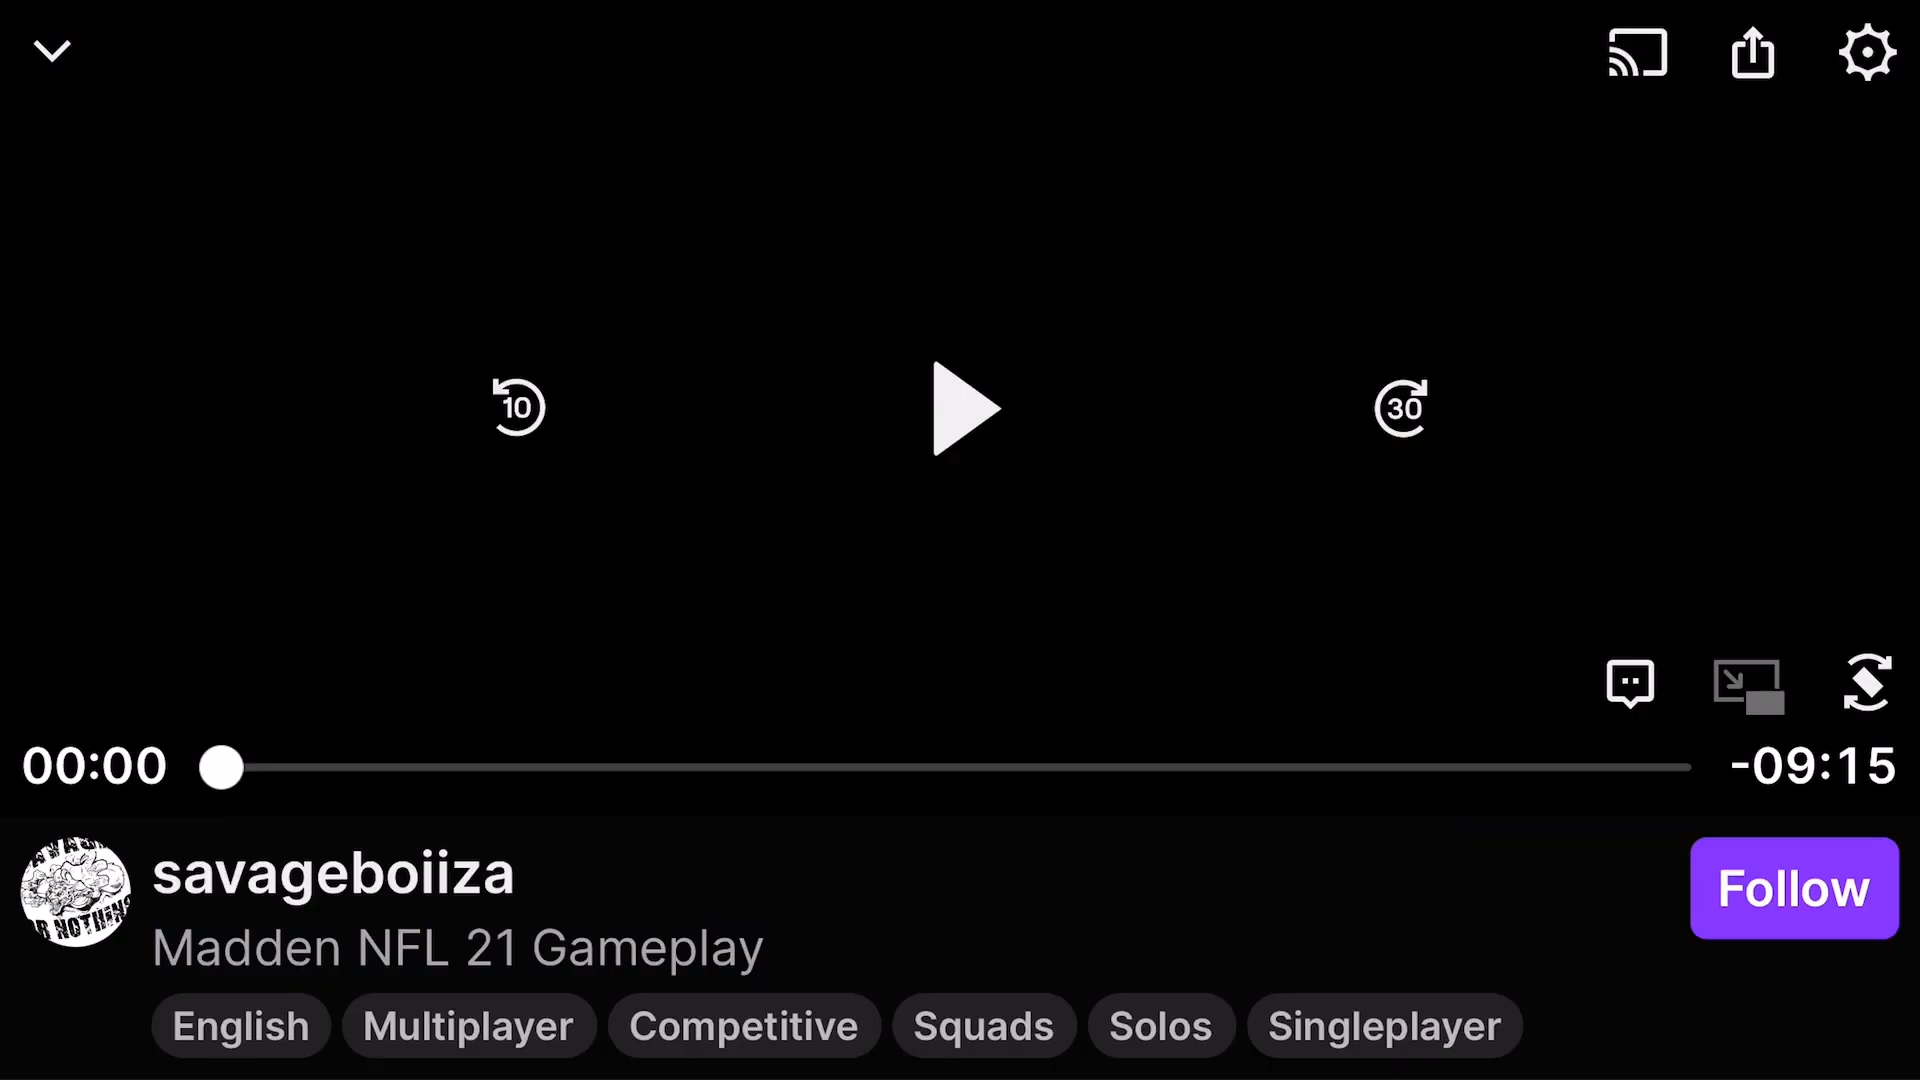 10
30
00:00
-09:15
savageboiiza
Follow
Madden NFL 21 Gameplay
English Multiplayer Competitive Squads Solos Singleplayer